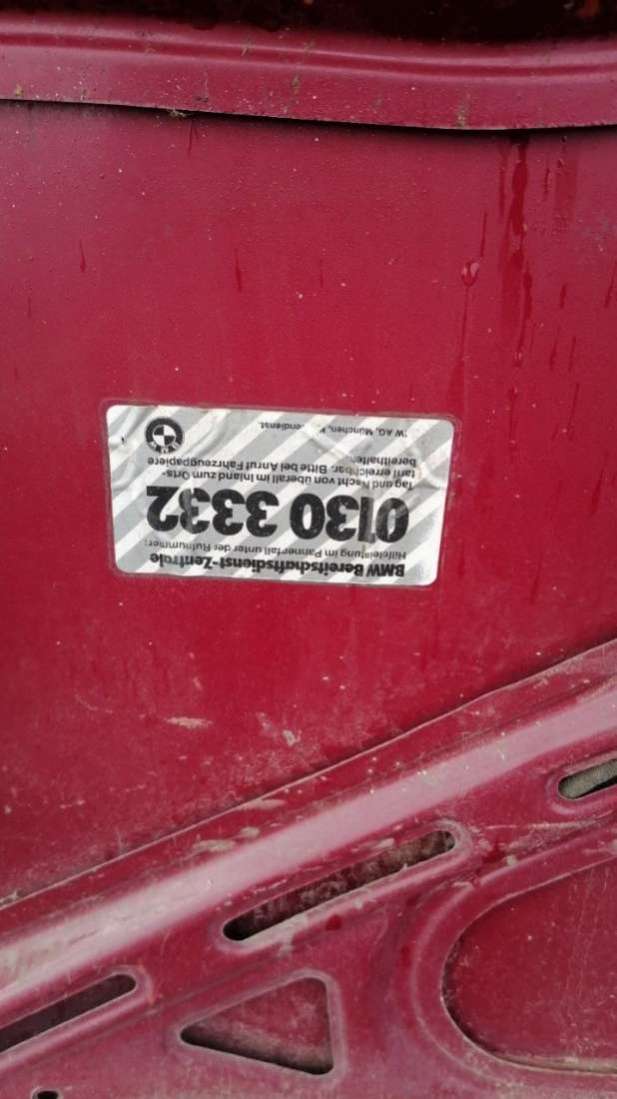 BMW Bereitschaftsdienst-Zentrale
Hilfeleistung im Pannenfall unter der Rufnummer:
0130 3332
Tag und Nacht von überall im Inland zum Orts-
tarif erreichbar. Bitte bei Anruf Fahrzeugpapiere
bereithalten
AG, München,
BMW